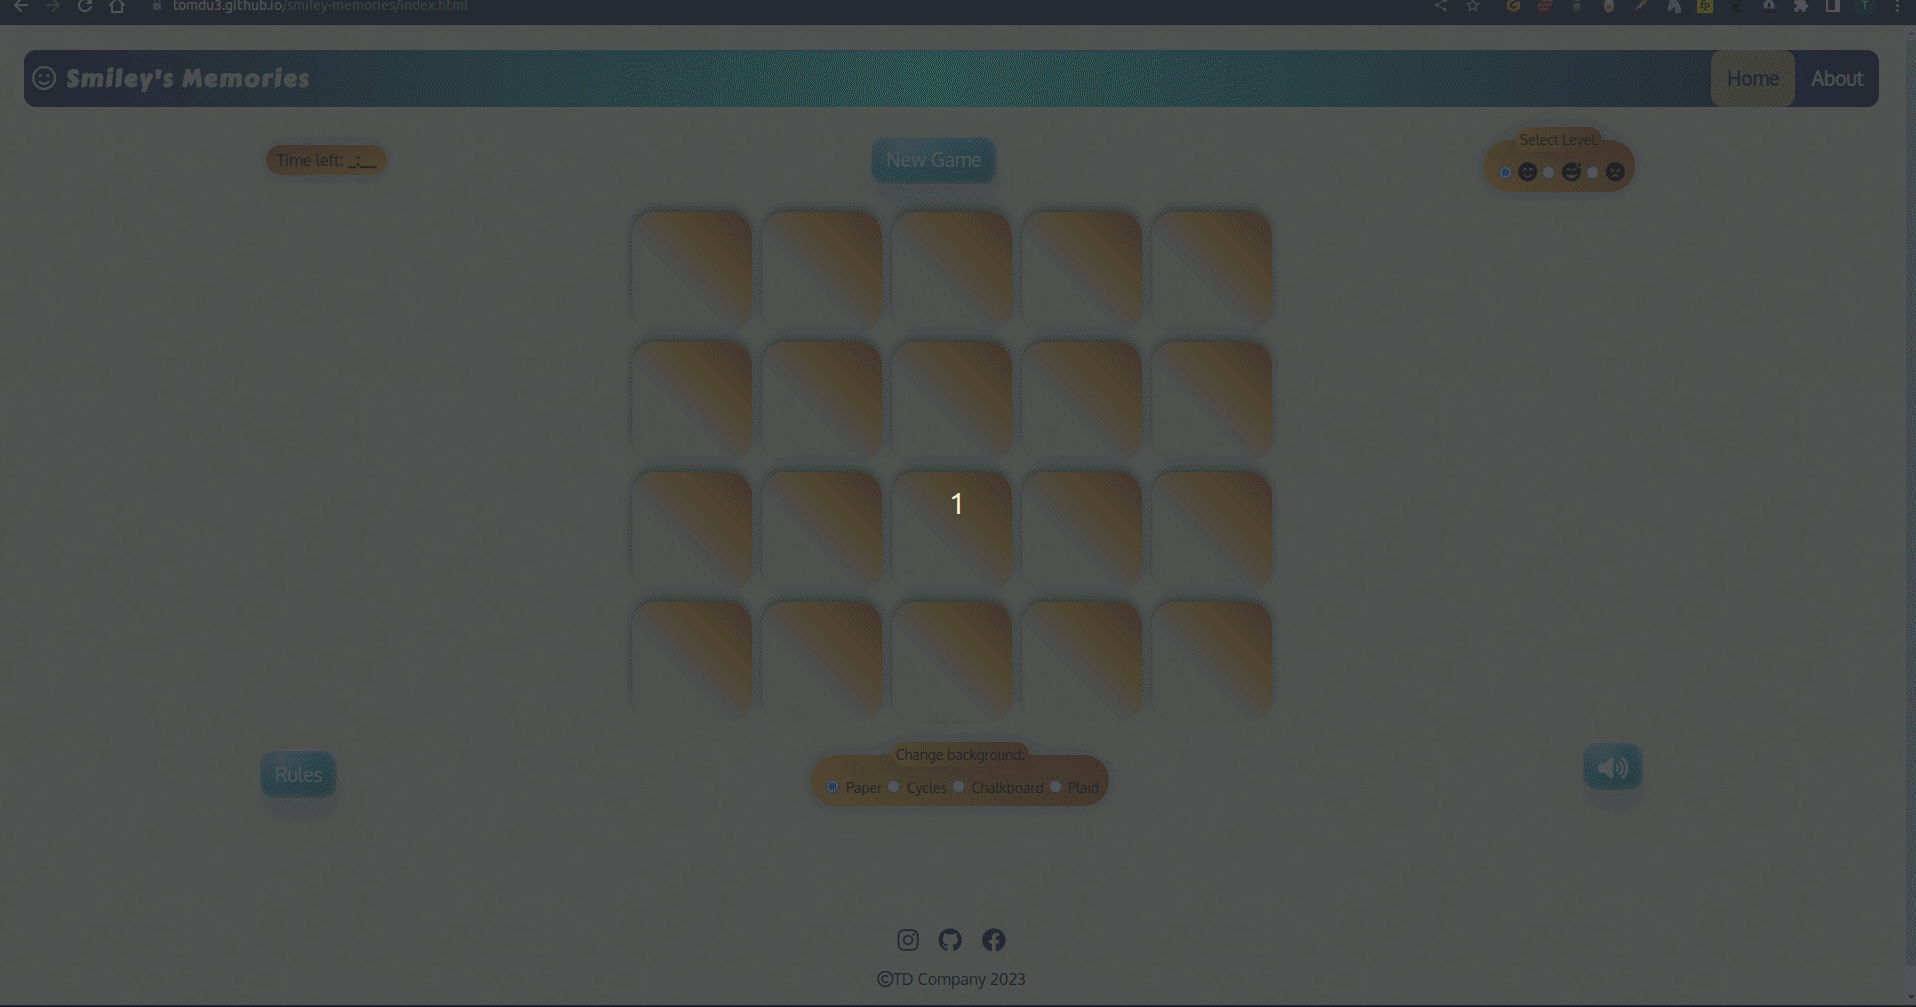 tomdu3.github.io/smiley-memories/index.html
Smiley's Memories
Home
About
Time left: _:__
New Game
Select Level:
1
Rules
Change background:
Paper Cycles Chalkboard Plaid
©TD Company 2023